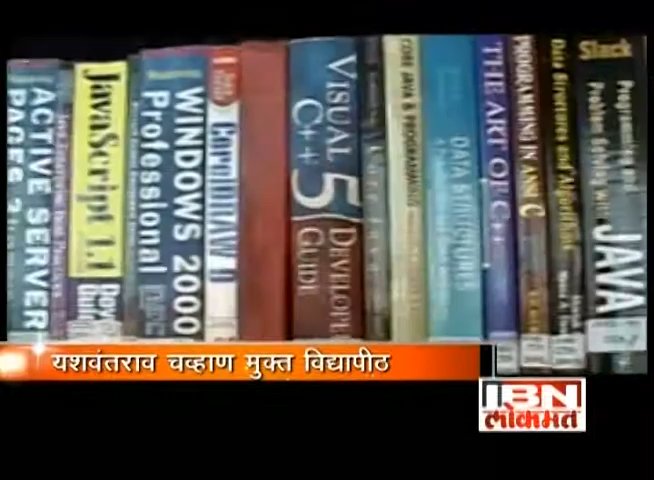 ACTIVE SERVER
PAGES
JavaScript 1.1
WINDOWS 2000
Professional
CorelDRAW
VISUAL
C++ 5
DEVELOPER
GUIDE
CORE JAVA
DATA STRUCTURES
THE ART OF C++
PROGRAMMING IN ANSI C
Data Structures and Algorithms
Slack
Programming and
Problem Solving with
JAVA
यशवंतराव चव्हाण मुक्त विद्यापीठ
IBN
लोकमत